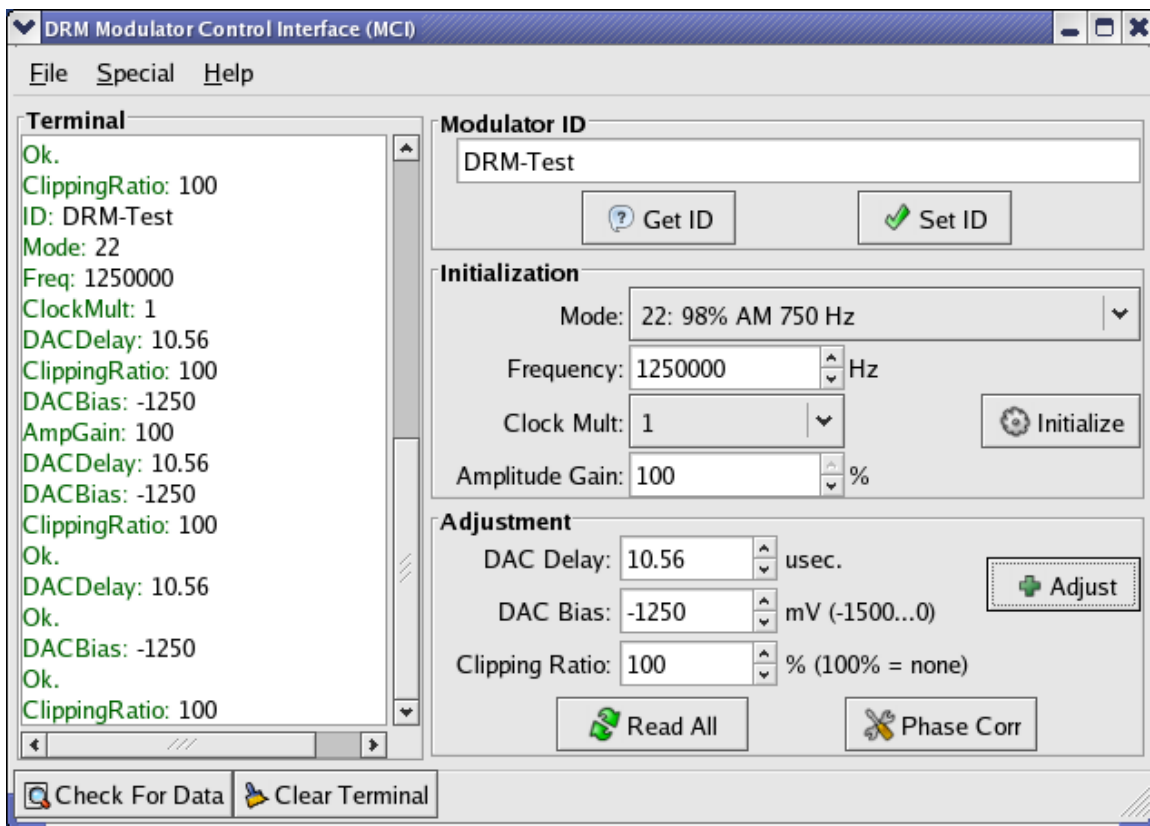 DRM Modulator Control Interface (MCI)
File Special Help
Terminal
Ok.
ClippingRatio: 100
ID: DRM-Test
Mode: 22
Freq: 1250000
ClockMult: 1
DACDelay: 10.56
ClippingRatio: 100
DACBias: -1250
AmpGain: 100
DACDelay: 10.56
DACBias: -1250
ClippingRatio: 100
Ok.
DACDelay: 10.56
Ok.
DACBias: -1250
Ok.
ClippingRatio: 100
Modulator ID
DRM-Test
Get ID Set ID
Initialization
Mode: 22: 98% AM 750 Hz
Frequency: 1250000 Hz
Clock Mult: 1 Initialize
Amplitude Gain: 100 %
Adjustment
DAC Delay: 10.56 usec.
Adjust
DAC Bias: -1250 mV (-1500...0)
Clipping Ratio: 100 % (100% = none)
Read All Phase Corr
Check For Data Clear Terminal